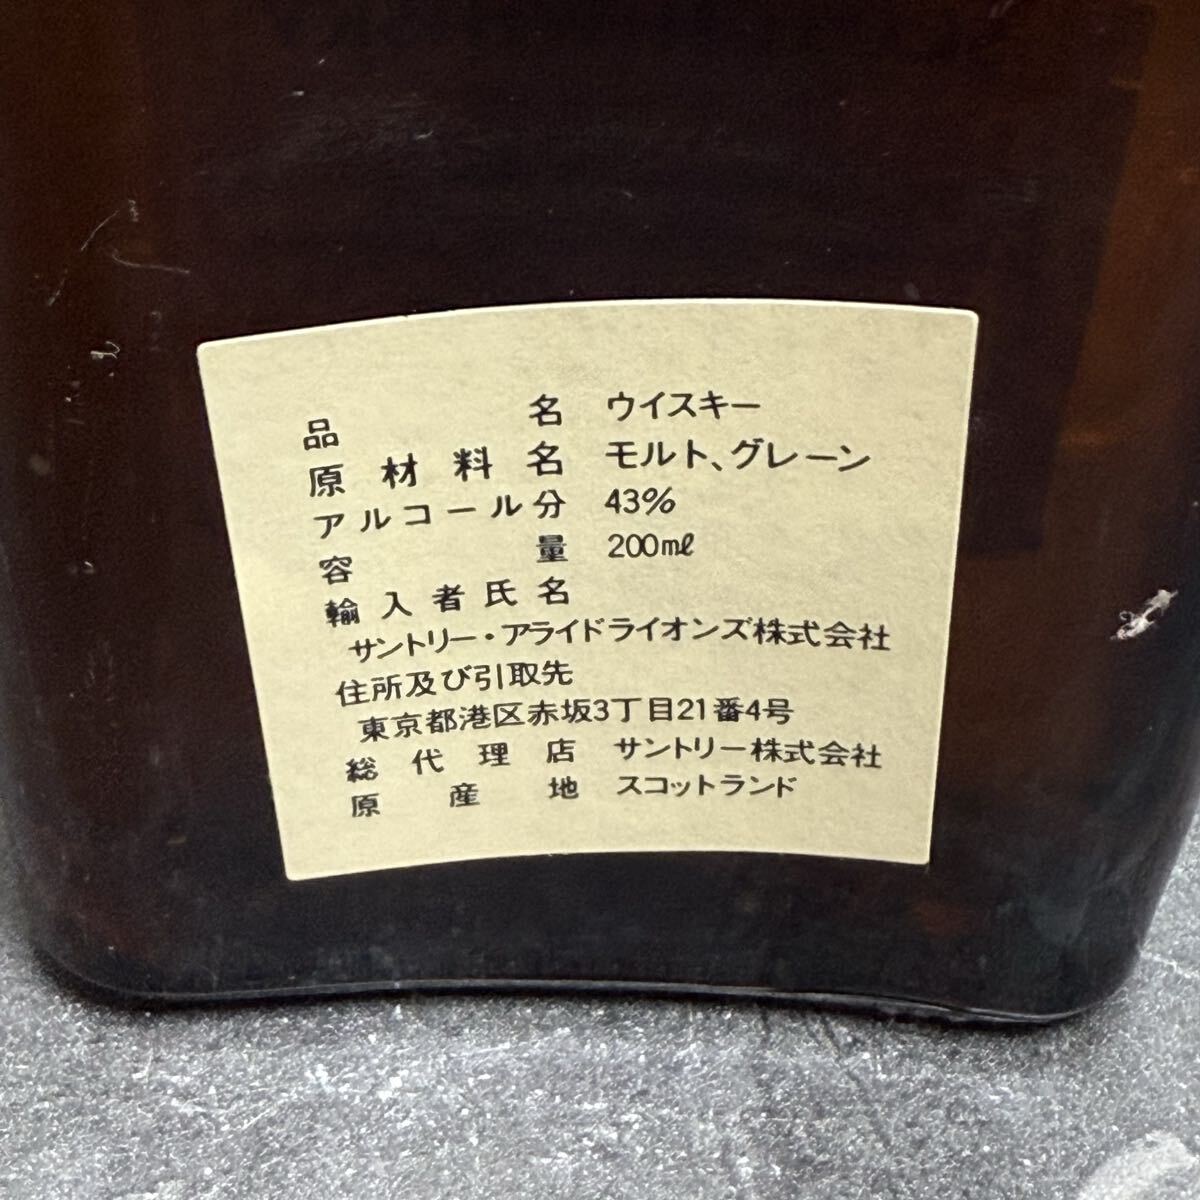 品名 ウイスキー
原材料名 モルト、グレーン
アルコール分 43%
容量 200mℓ
輸入者氏名
サントリー・アライドライオンズ株式会社
住所及び引取先
東京都港区赤坂3丁目21番4号
総代理店 サントリー株式会社
原産地 スコットランド